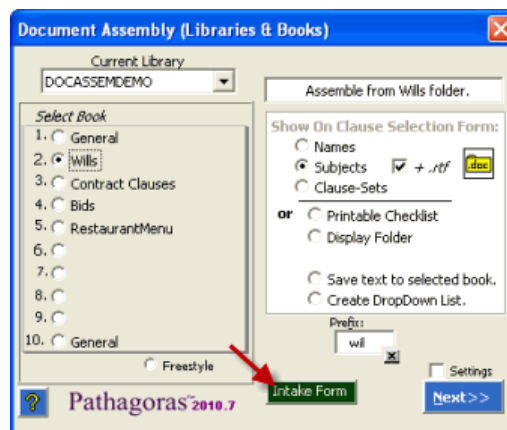 Document Assembly (Libraries & Books)
Current Library
DOCASSEMDEMO
Select Book
1. General
2. Wills
3. Contract Clauses
4. Bids
5. RestaurantMenu
6.
7.
8.
9.
10. General
Freestyle
Assemble from Wills folder.
Show On Clause Selection Form:
Names
Subjects + .rtf .doc
Clause-Sets
or Printable Checklist
Display Folder
Save text to selected book.
Create DropDown List.
Prefix:
wil
x
Intake Form
Settings
? Pathagoras™ 2010.7
Next>>